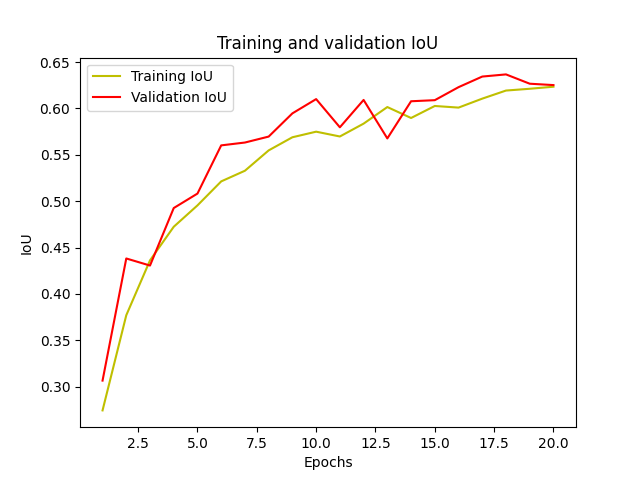 Training and validation IoU
Training IoU
Validation IoU
0.65
0.60
0.55
0.50
0.45
0.40
0.35
0.30
IoU
2.5 5.0 7.5 10.0 12.5 15.0 17.5 20.0
Epochs